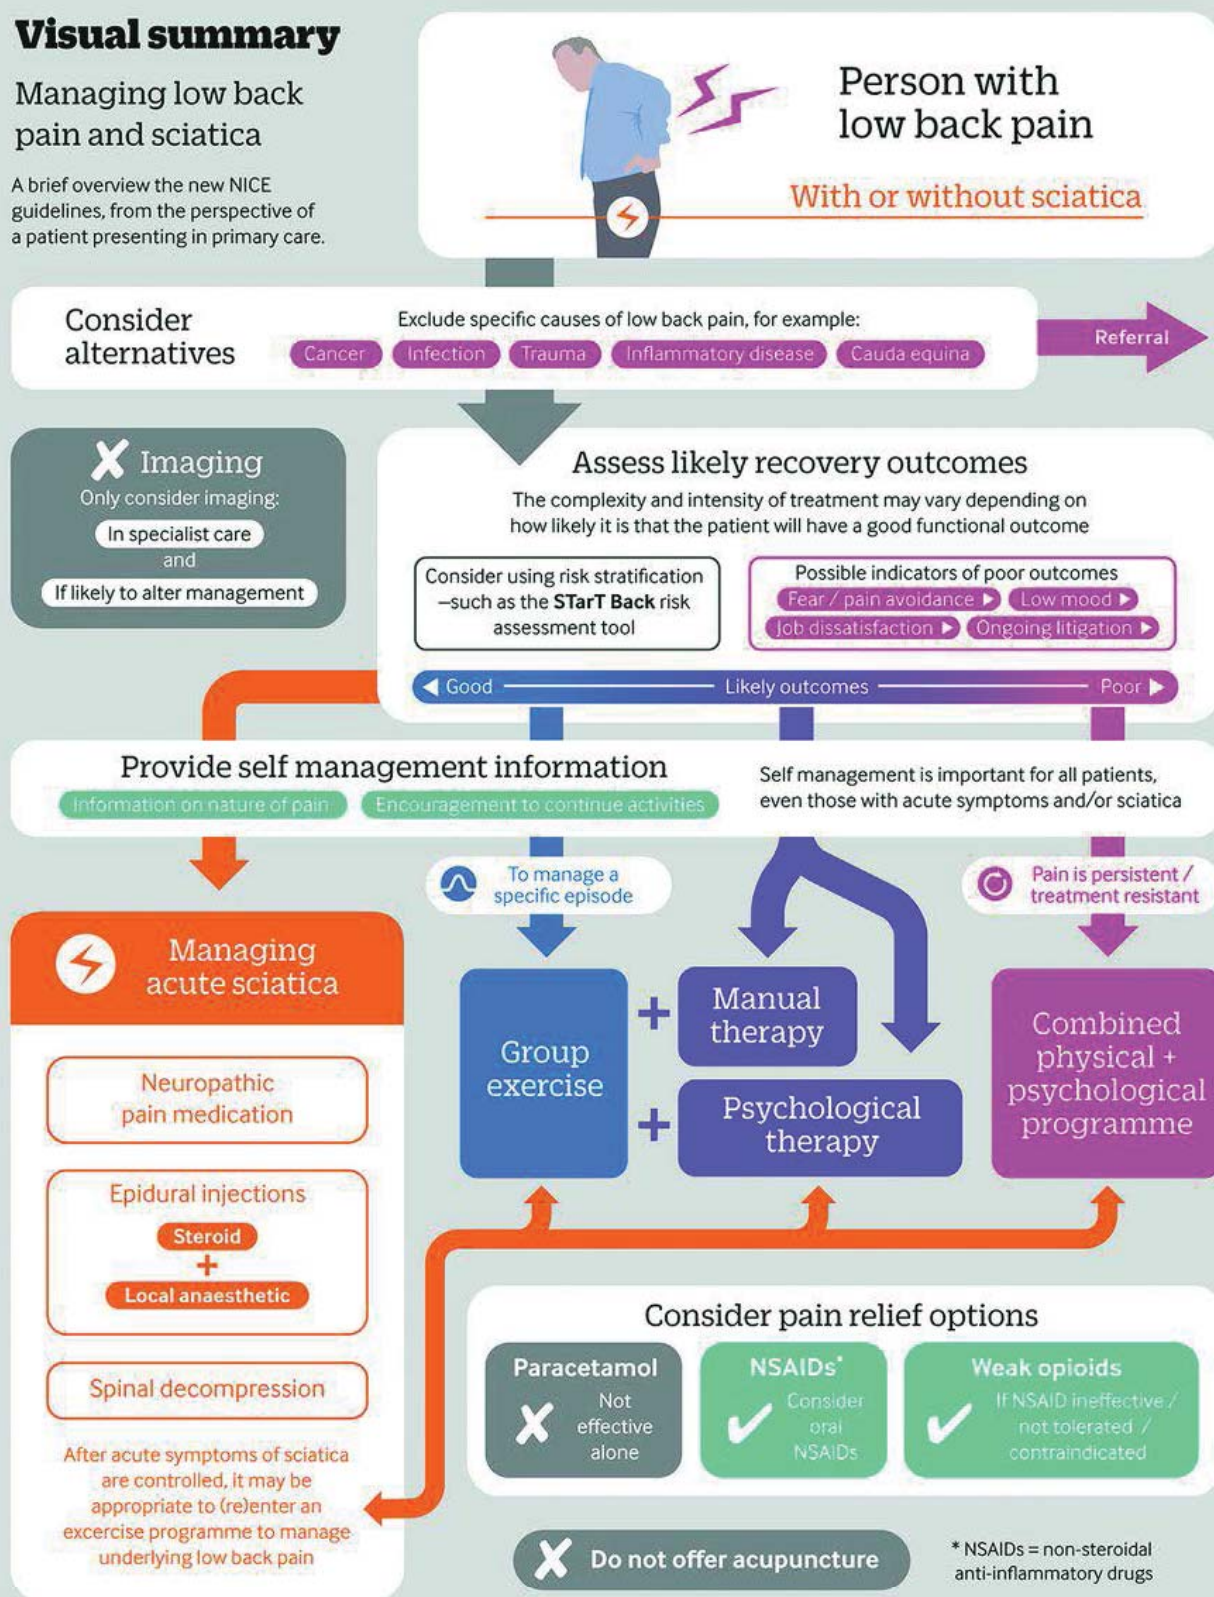 Visual summary
Managing low back
pain and sciatica
A brief overview the new NICE
guidelines, from the perspective of
a patient presenting in primary care.
Person with
low back pain
With or without sciatica
Consider
alternatives
Exclude specific causes of low back pain, for example:
Cancer Infection Trauma Inflammatory disease Cauda equina
Referral
Imaging
Only consider imaging:
In specialist care
and
If likely to alter management
Assess likely recovery outcomes
The complexity and intensity of treatment may vary depending on
how likely it is that the patient will have a good functional outcome
Consider using risk stratification
–such as the STarT Back risk
assessment tool
Possible indicators of poor outcomes
Fear / pain avoidance Low mood
Job dissatisfaction Ongoing litigation
Good Likely outcomes Poor
Provide self management information
Information on nature of pain Encouragement to continue activities
Self management is important for all patients,
even those with acute symptoms and/or sciatica
To manage a
specific episode
Pain is persistent /
treatment resistant
Managing
acute sciatica
Neuropathic
pain medication
Epidural injections
Steroid
+
Local anaesthetic
Spinal decompression
After acute symptoms of sciatica
are controlled, it may be
appropriate to (re)enter an
excercise programme to manage
underlying low back pain
Group
exercise
+
Manual
therapy
+
Psychological
therapy
Combined
physical +
psychological
programme
Consider pain relief options
Paracetamol
Not
effective
alone
NSAIDs*
Consider
oral
NSAIDs
Weak opioids
If NSAID ineffective /
not tolerated /
contraindicated
Do not offer acupuncture
* NSAIDs = non-steroidal
anti-inflammatory drugs